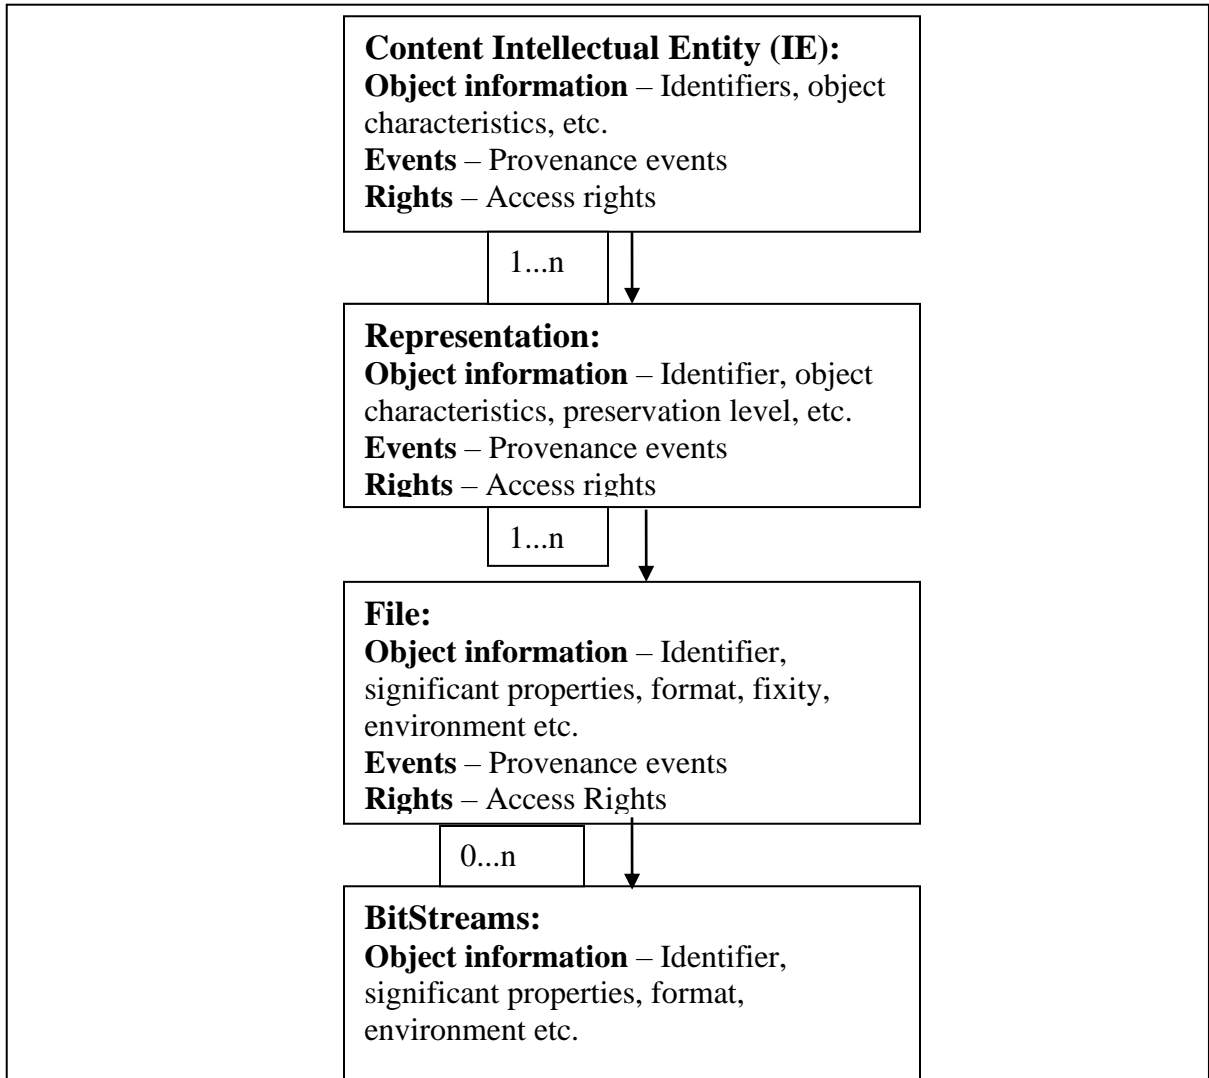 Content Intellectual Entity (IE):
Object information – Identifiers, object
characteristics, etc.
Events – Provenance events
Rights – Access rights
1...n
Representation:
Object information – Identifier, object
characteristics, preservation level, etc.
Events – Provenance events
Rights – Access rights
1...n
File:
Object information – Identifier,
significant properties, format, fixity,
environment etc.
Events – Provenance events
Rights – Access Rights
0...n
BitStreams:
Object information – Identifier,
significant properties, format,
environment etc.